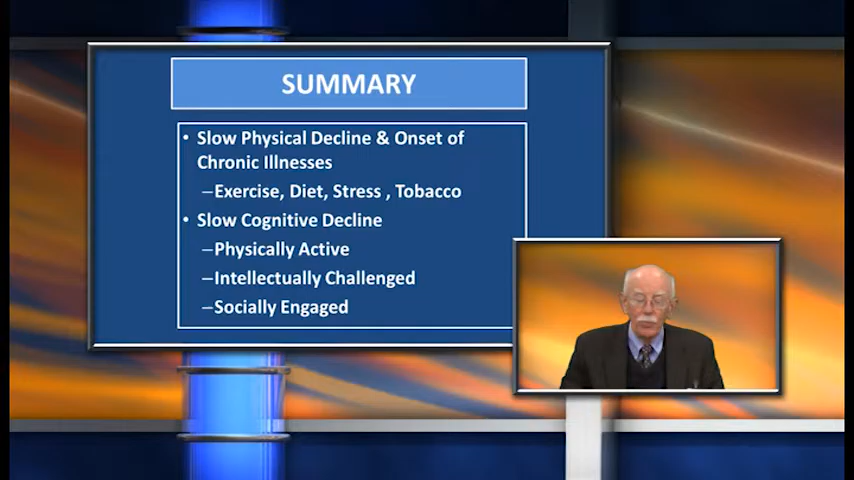 SUMMARY
• Slow Physical Decline & Onset of
Chronic Illnesses
–Exercise, Diet, Stress , Tobacco
• Slow Cognitive Decline
–Physically Active
–Intellectually Challenged
–Socially Engaged